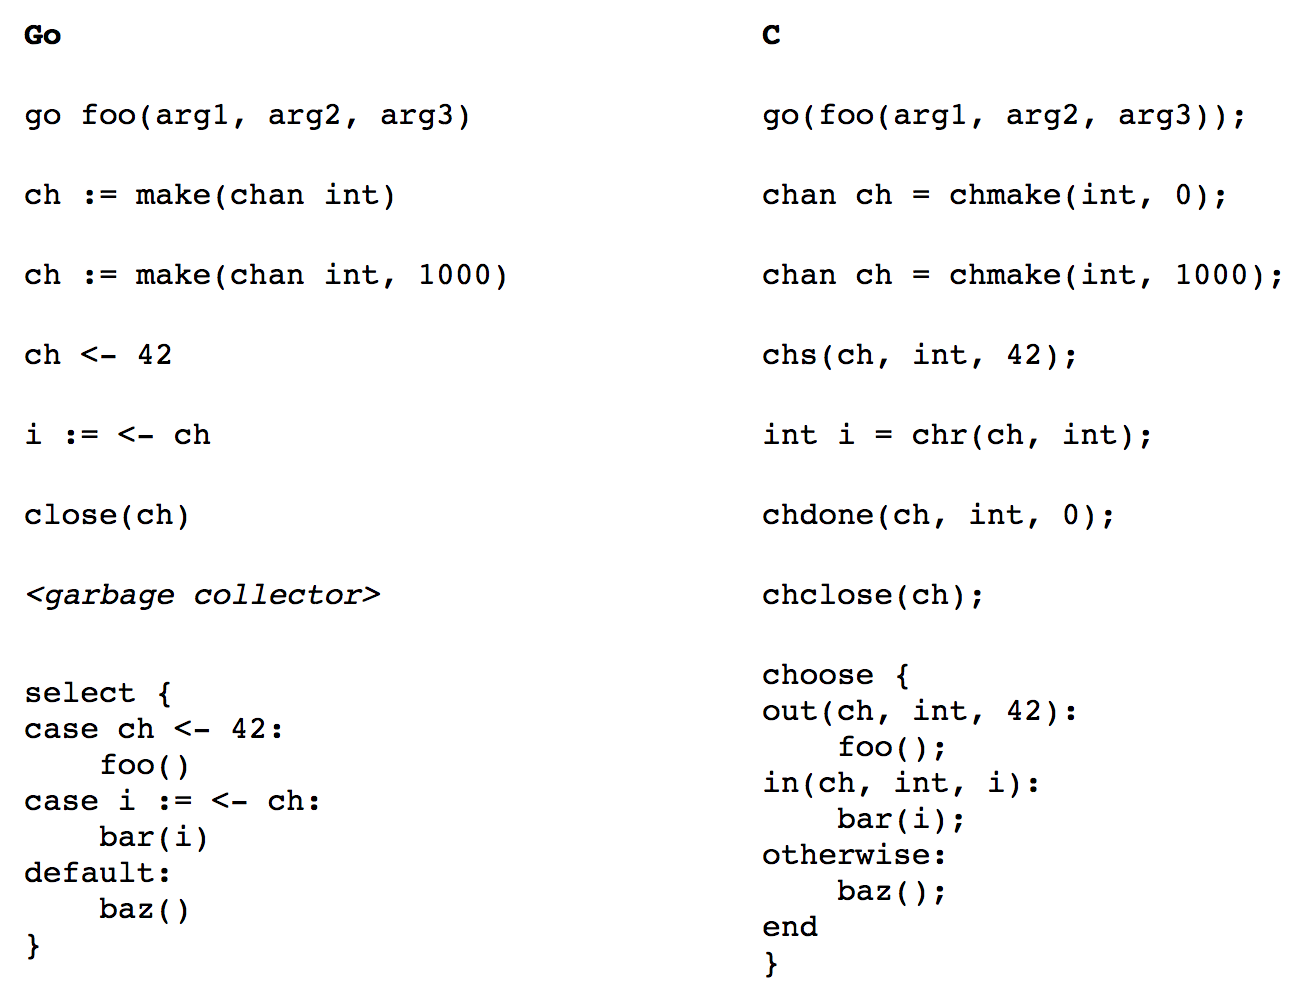 Go
go foo(arg1, arg2, arg3)
ch := make(chan int)
ch := make(chan int, 1000)
ch <- 42
i := <- ch
close(ch)
<garbage collector>
select {
case ch <- 42:
    foo()
case i := <- ch:
    bar(i)
default:
    baz()
}
C
go(foo(arg1, arg2, arg3));
chan ch = chmake(int, 0);
chan ch = chmake(int, 1000);
chs(ch, int, 42);
int i = chr(ch, int);
chdone(ch, int, 0);
chclose(ch);
choose {
out(ch, int, 42):
    foo();
in(ch, int, i):
    bar(i);
otherwise:
    baz();
end
}